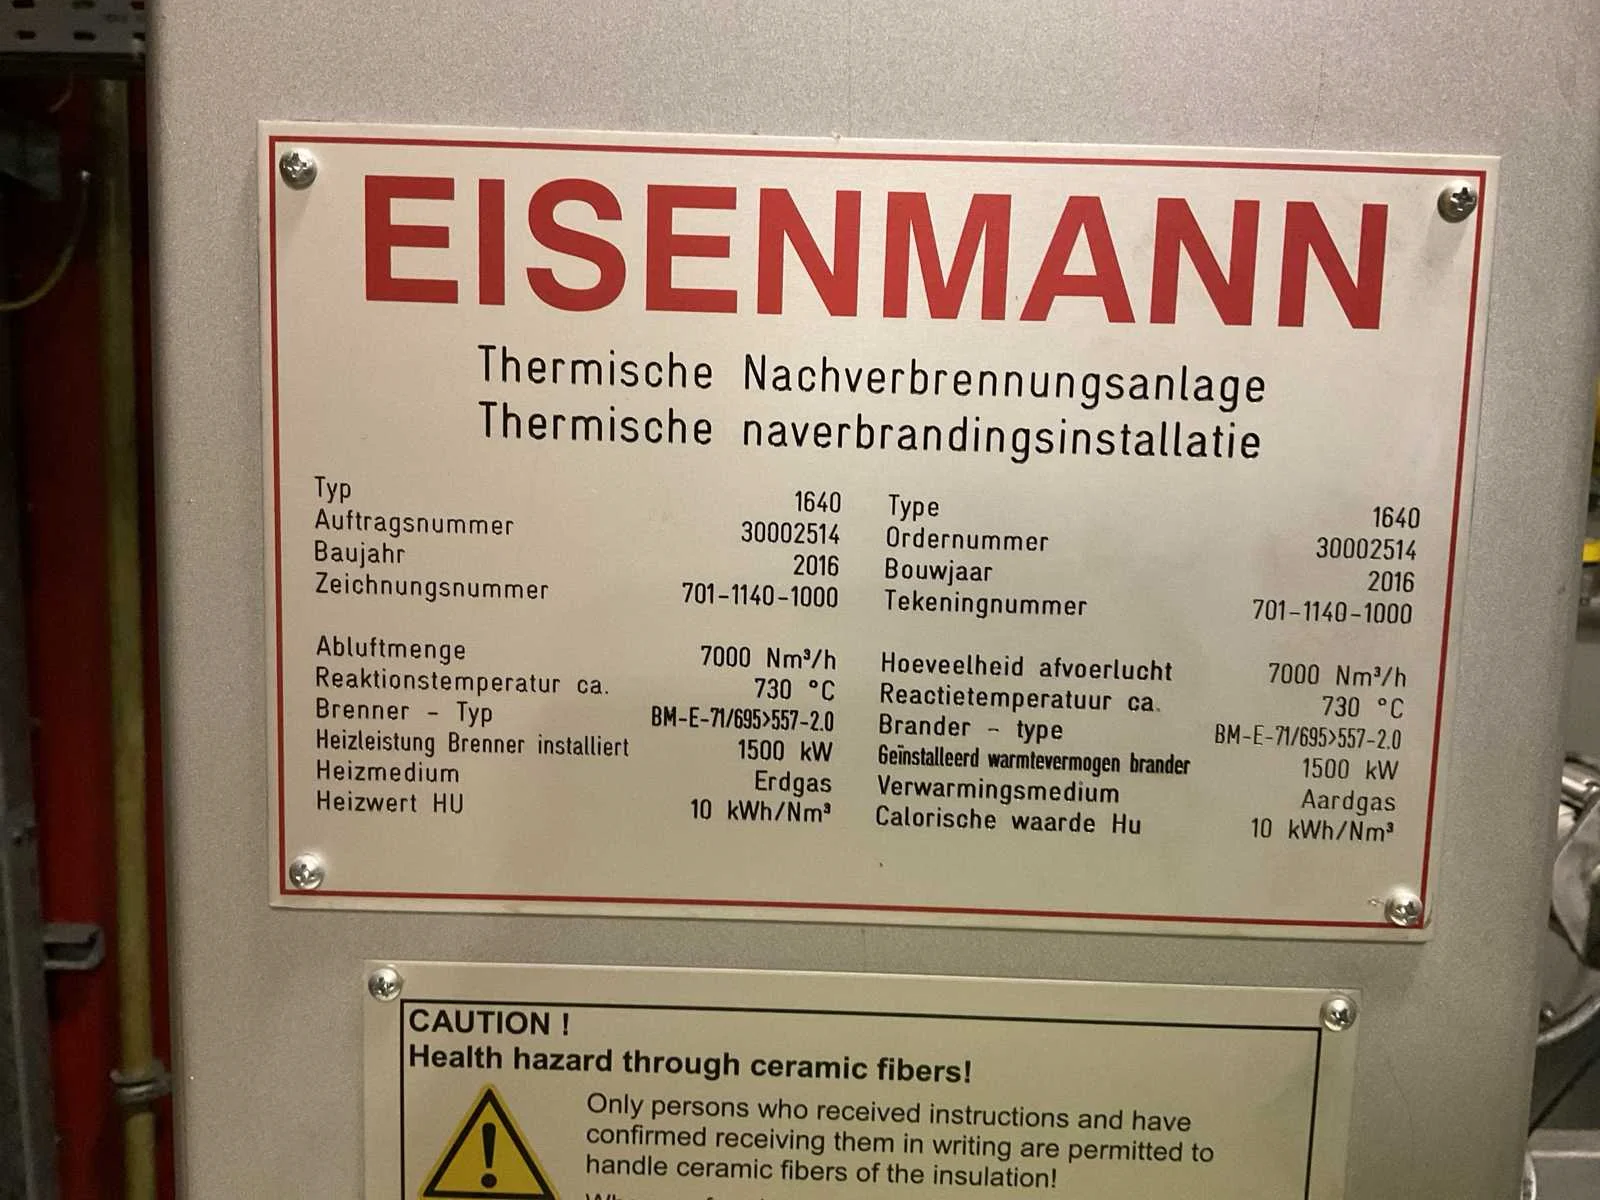 EISENMANN
Thermische Nachverbrennungsanlage
Thermische naverbrandingsinstallatie
Typ 1640 Type 1640
Auftragsnummer 30002514 Ordernummer 30002514
Baujahr 2016 Bouwjaar 2016
Zeichnungsnummer 701-1140-1000 Tekeningnummer 701-1140-1000
Abluftmenge 7000 Nm³/h Hoeveelheid afvoerlucht 7000 Nm³/h
Reaktionstemperatur ca. 730 °C Reactietemperatuur ca. 730 °C
Brenner - Typ BM-E-71/695>557-2.0 Brander - type BM-E-71/695>557-2.0
Heizleistung Brenner installiert 1500 kW Geïnstalleerd warmtevermogen brander 1500 kW
Heizmedium Erdgas Verwarmingsmedium Aardgas
Heizwert HU 10 kWh/Nm³ Calorische waarde Hu 10 kWh/Nm³
CAUTION !
Health hazard through ceramic fibers!
Only persons who received instructions and have
confirmed receiving them in writing are permitted to
handle ceramic fibers of the insulation!